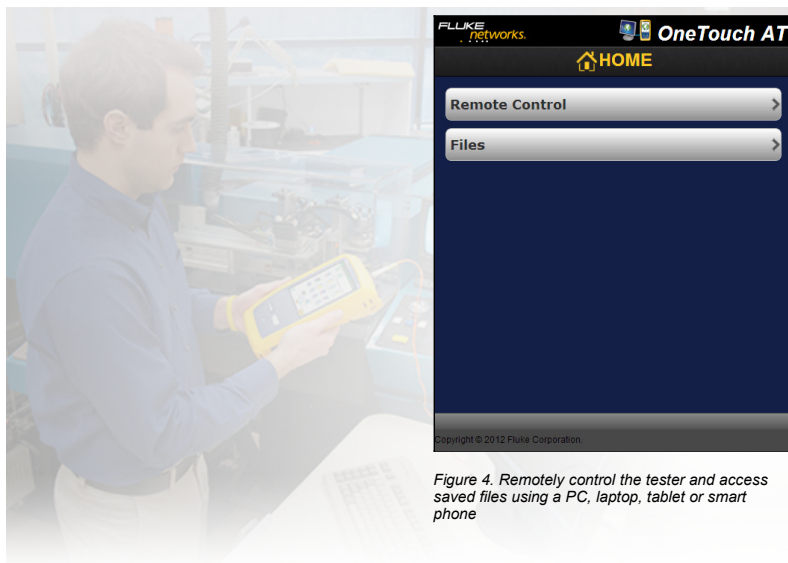 FLUKE
networks.
OneTouch AT
HOME
Remote Control
Files
Copyright © 2012 Fluke Corporation.
Figure 4. Remotely control the tester and access
saved files using a PC, laptop, tablet or smart
phone